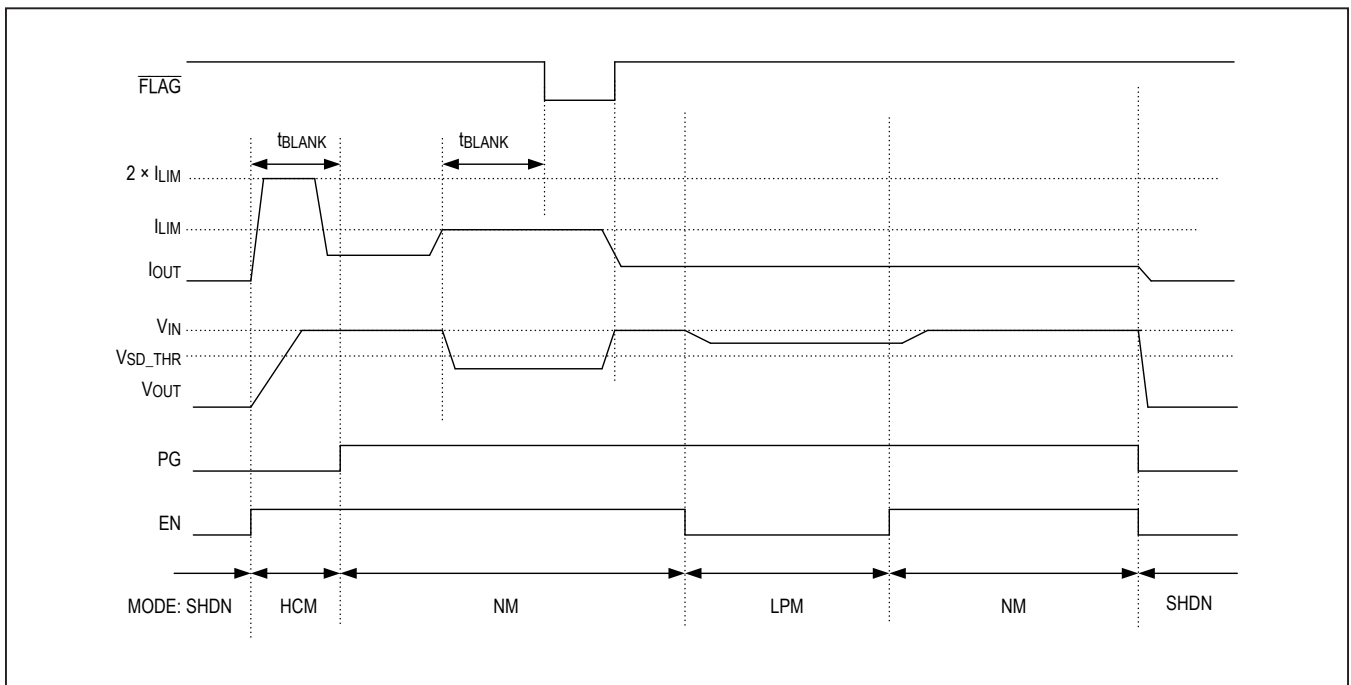 FLAG
tBLANK tBLANK
2 × ILIM
ILIM
IOUT
VIN
VSD_THR
VOUT
PG
EN
MODE: SHDN HCM NM LPM NM SHDN